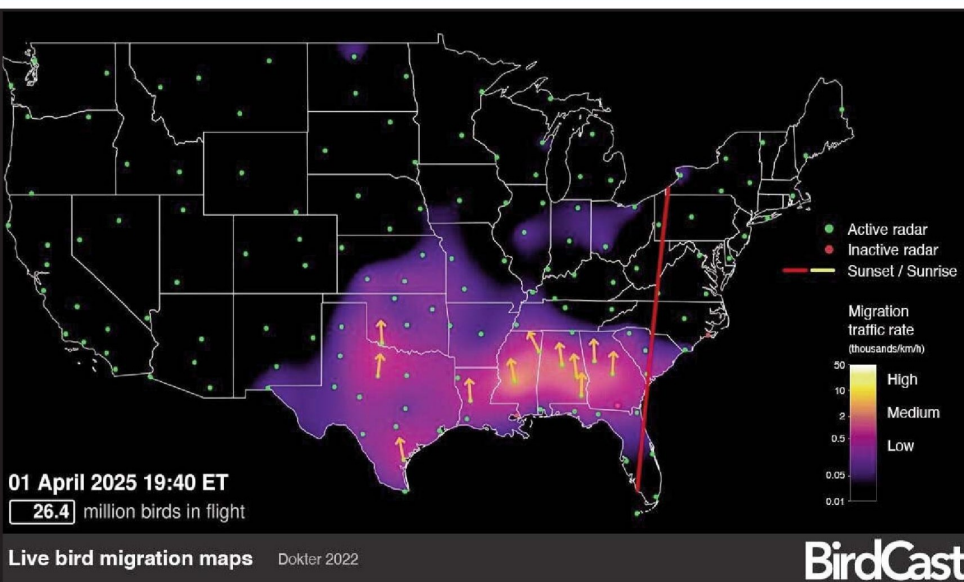 Active radar
Inactive radar
Sunset / Sunrise
Migration
traffic rate
(thousands/km/h)
50
High
10
2
Medium
0.5
Low
0.05
0.01
01 April 2025 19:40 ET
26.4 million birds in flight
Live bird migration maps Dokter 2022
BirdCast